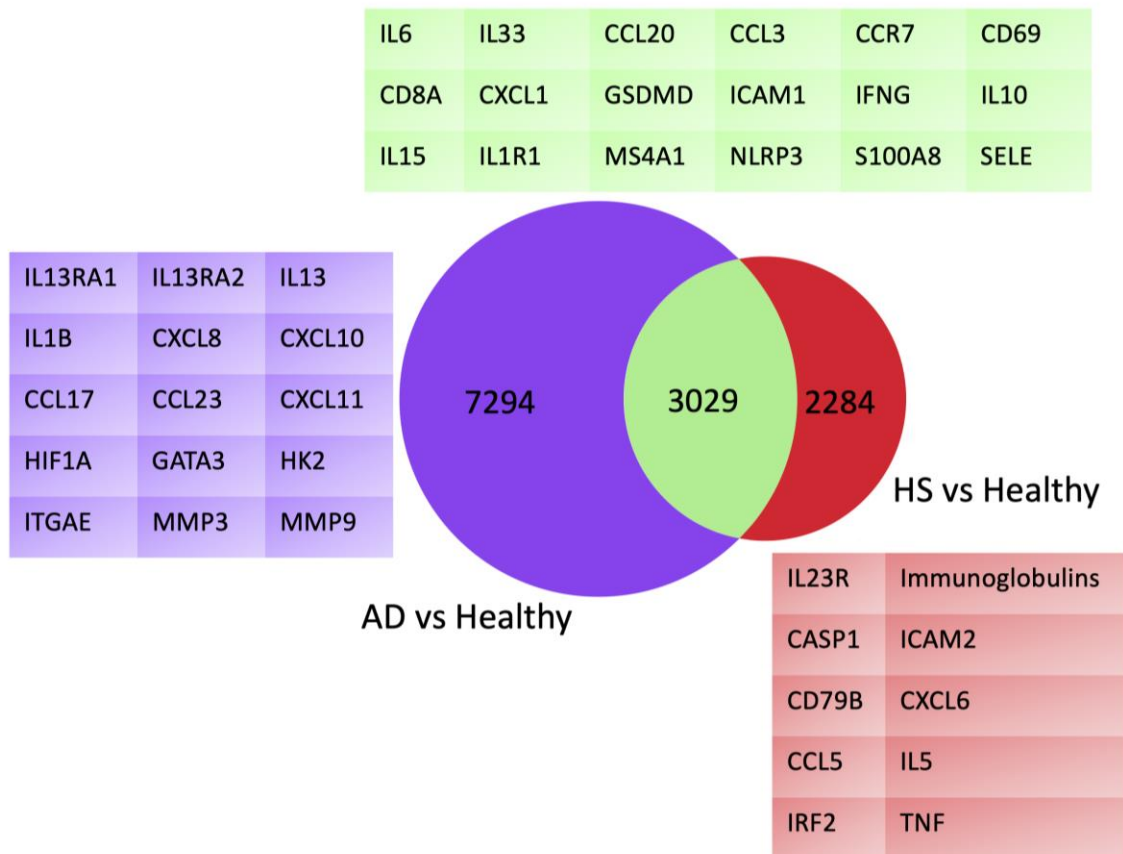 IL6 IL33 CCL20 CCL3 CCR7 CD69
CD8A CXCL1 GSDMD ICAM1 IFNG IL10
IL15 IL1R1 MS4A1 NLRP3 S100A8 SELE
IL13RA1 IL13RA2 IL13
IL1B CXCL8 CXCL10
CCL17 CCL23 CXCL11
HIF1A GATA3 HK2
ITGAE MMP3 MMP9
7294 3029 2284
HS vs Healthy
AD vs Healthy
IL23R Immunoglobulins
CASP1 ICAM2
CD79B CXCL6
CCL5 IL5
IRF2 TNF